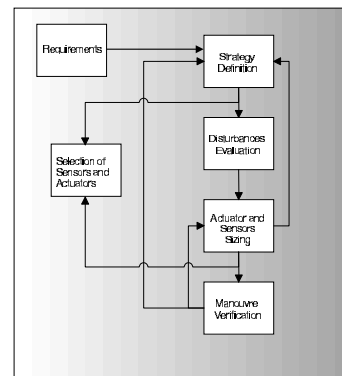 Requirements
Strategy
Definition
Disturbances
Evaluation
Selection of
Sensors and
Actuators
Actuator and
Sensors
Sizing
Manouvre
Verification